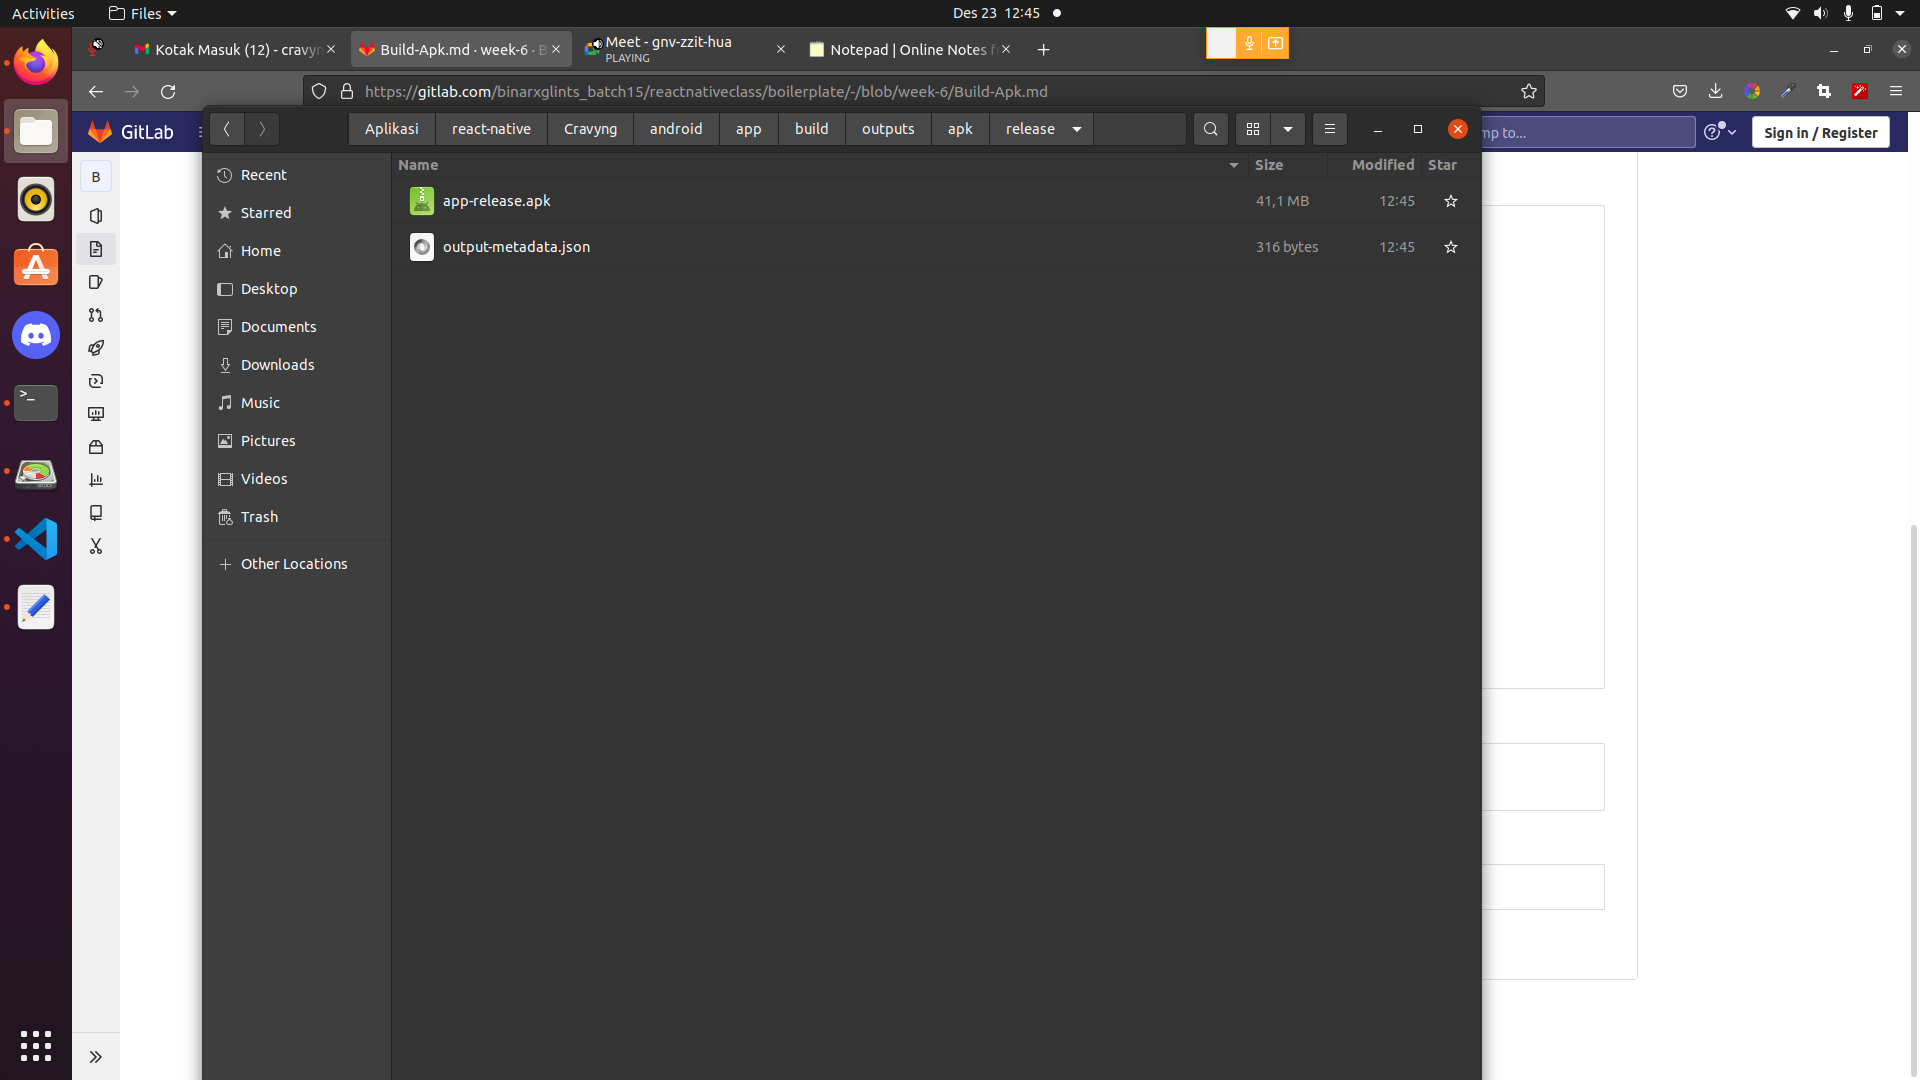 Activities
Files
Des 23 12:45
Kotak Masuk (12) - cravyn
Build-Apk.md · week-6 · B
Meet - gnv-zzit-hua
PLAYING
Notepad | Online Notes f
https://gitlab.com/binarxglints_batch15/reactnativeclass/boilerplate/-/blob/week-6/Build-Apk.md
GitLab
mp to...
Sign in / Register
Aplikasi
react-native
Cravyng
android
app
build
outputs
apk
release
B
Name
Size
Modified
Star
Recent
Starred
Home
Desktop
Documents
Downloads
Music
Pictures
Videos
Trash
Other Locations
app-release.apk
41,1 MB
12:45
output-metadata.json
316 bytes
12:45